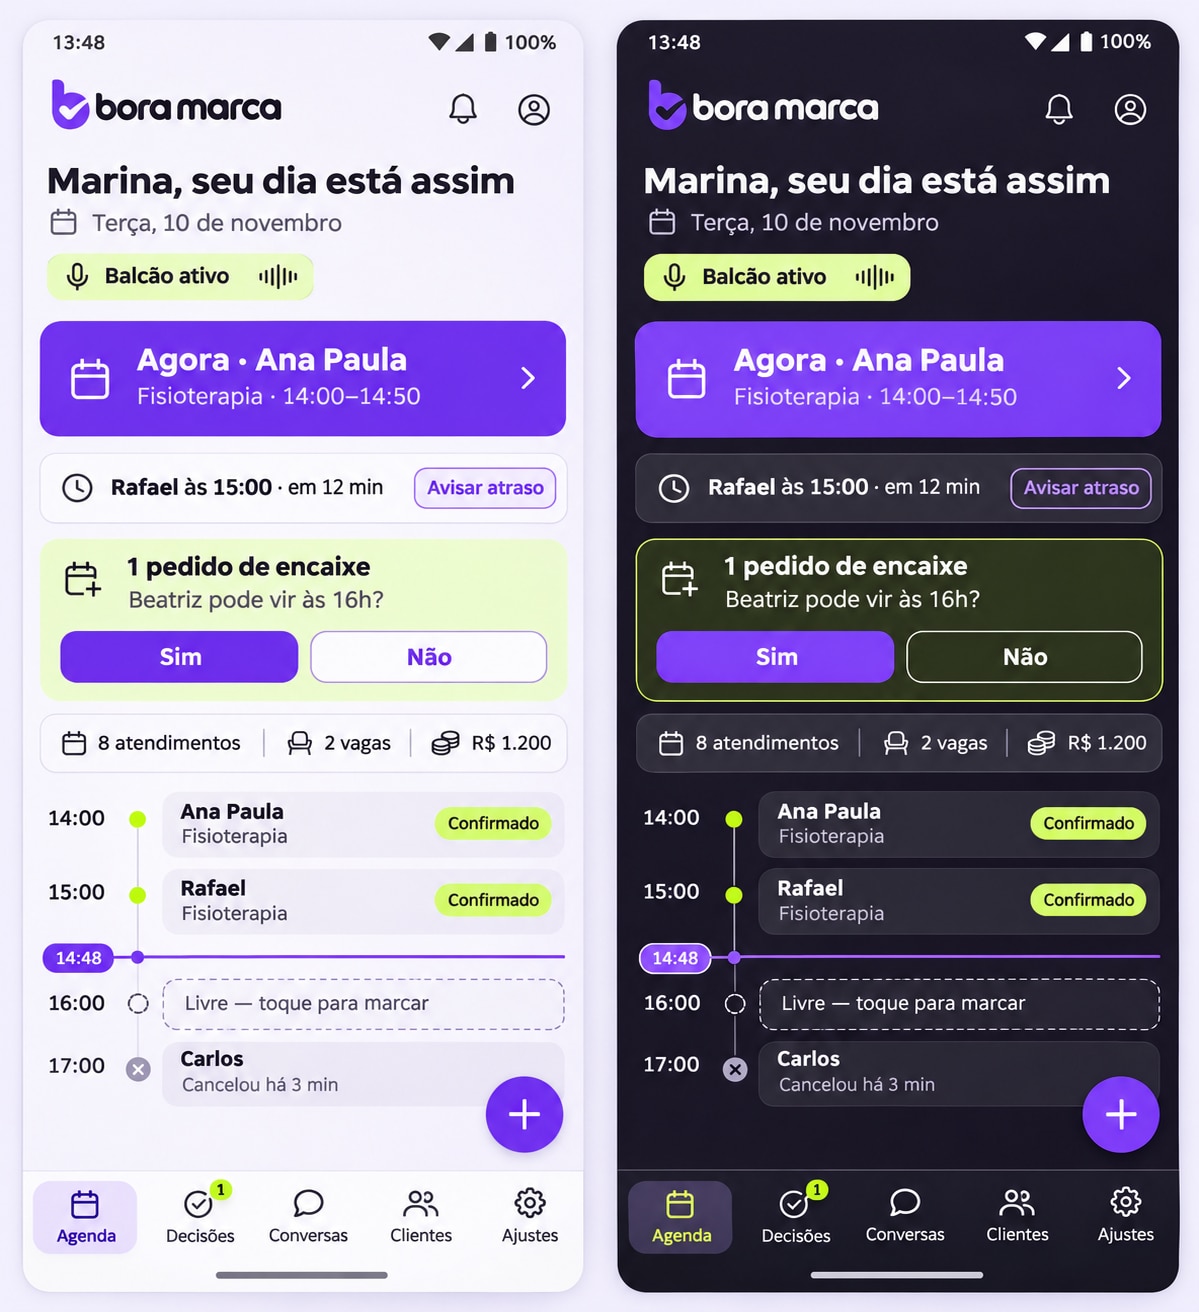 13:48 100%
bora marca
Marina, seu dia está assim
Terça, 10 de novembro
Balcão ativo
Agora · Ana Paula
Fisioterapia · 14:00–14:50
Rafael às 15:00 · em 12 min Avisar atraso
1 pedido de encaixe
Beatriz pode vir às 16h?
Sim Não
8 atendimentos 2 vagas R$ 1.200
14:00 Ana Paula Confirmado
Fisioterapia
15:00 Rafael Confirmado
Fisioterapia
14:48
16:00 Livre — toque para marcar
17:00 Carlos
Cancelou há 3 min
1
Agenda Decisões Conversas Clientes Ajustes
13:48 100%
bora marca
Marina, seu dia está assim
Terça, 10 de novembro
Balcão ativo
Agora · Ana Paula
Fisioterapia · 14:00–14:50
Rafael às 15:00 · em 12 min Avisar atraso
1 pedido de encaixe
Beatriz pode vir às 16h?
Sim Não
8 atendimentos 2 vagas R$ 1.200
14:00 Ana Paula Confirmado
Fisioterapia
15:00 Rafael Confirmado
Fisioterapia
14:48
16:00 Livre — toque para marcar
17:00 Carlos
Cancelou há 3 min
1
Agenda Decisões Conversas Clientes Ajustes